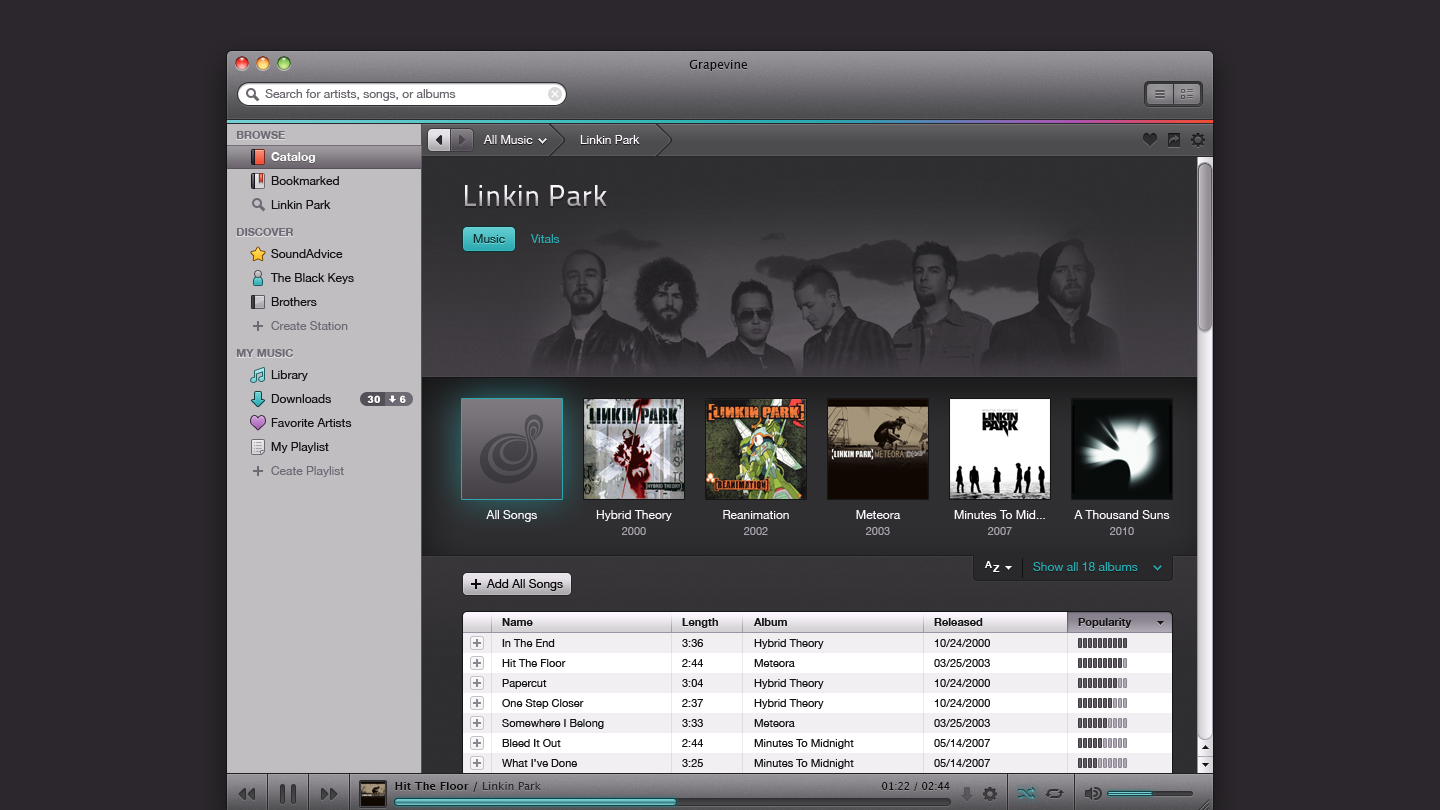 Grapevine
Search for artists, songs, or albums
BROWSE
Catalog
Bookmarked
Linkin Park
DISCOVER
SoundAdvice
The Black Keys
Brothers
Create Station
MY MUSIC
Library
Downloads 30 6
Favorite Artists
My Playlist
Ceate Playlist
All Music Linkin Park
Linkin Park
Music Vitals
LINKIN PARK HYBRID THEORY
LINKIN PARK REANIMATION
LINKIN PARK METEORA
LINKIN PARK
All Songs Hybrid Theory Reanimation Meteora Minutes To Mid... A Thousand Suns
2000 2002 2003 2007 2010
AZ Show all 18 albums
Add All Songs
Name Length Album Released Popularity
In The End 3:36 Hybrid Theory 10/24/2000
Hit The Floor 2:44 Meteora 03/25/2003
Papercut 3:04 Hybrid Theory 10/24/2000
One Step Closer 2:37 Hybrid Theory 10/24/2000
Somewhere I Belong 3:33 Meteora 03/25/2003
Bleed It Out 2:44 Minutes To Midnight 05/14/2007
What I've Done 3:25 Minutes To Midnight 05/14/2007
Hit The Floor / Linkin Park 01:22 / 02:44